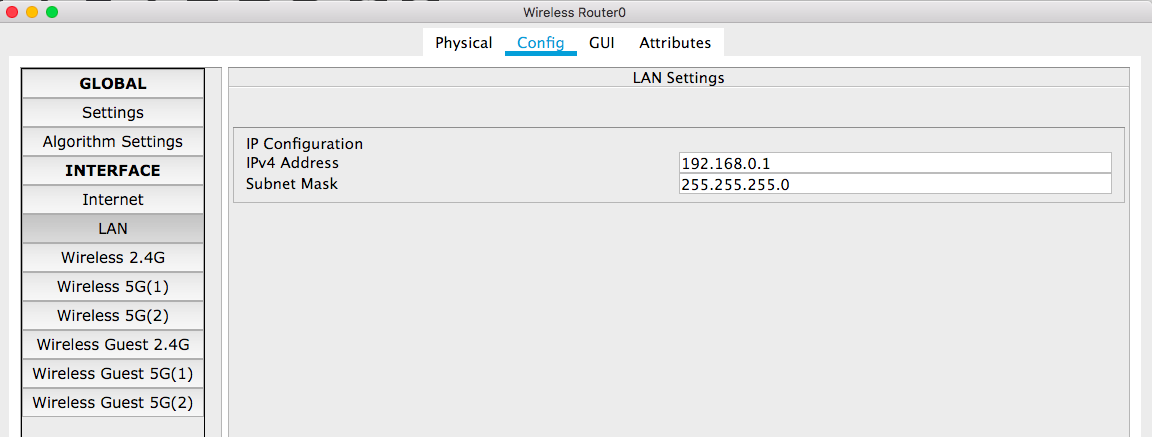 Wireless Router0
Physical Config GUI Attributes
GLOBAL
Settings
Algorithm Settings
INTERFACE
Internet
LAN
Wireless 2.4G
Wireless 5G(1)
Wireless 5G(2)
Wireless Guest 2.4G
Wireless Guest 5G(1)
Wireless Guest 5G(2)
LAN Settings
IP Configuration
IPv4 Address 192.168.0.1
Subnet Mask 255.255.255.0